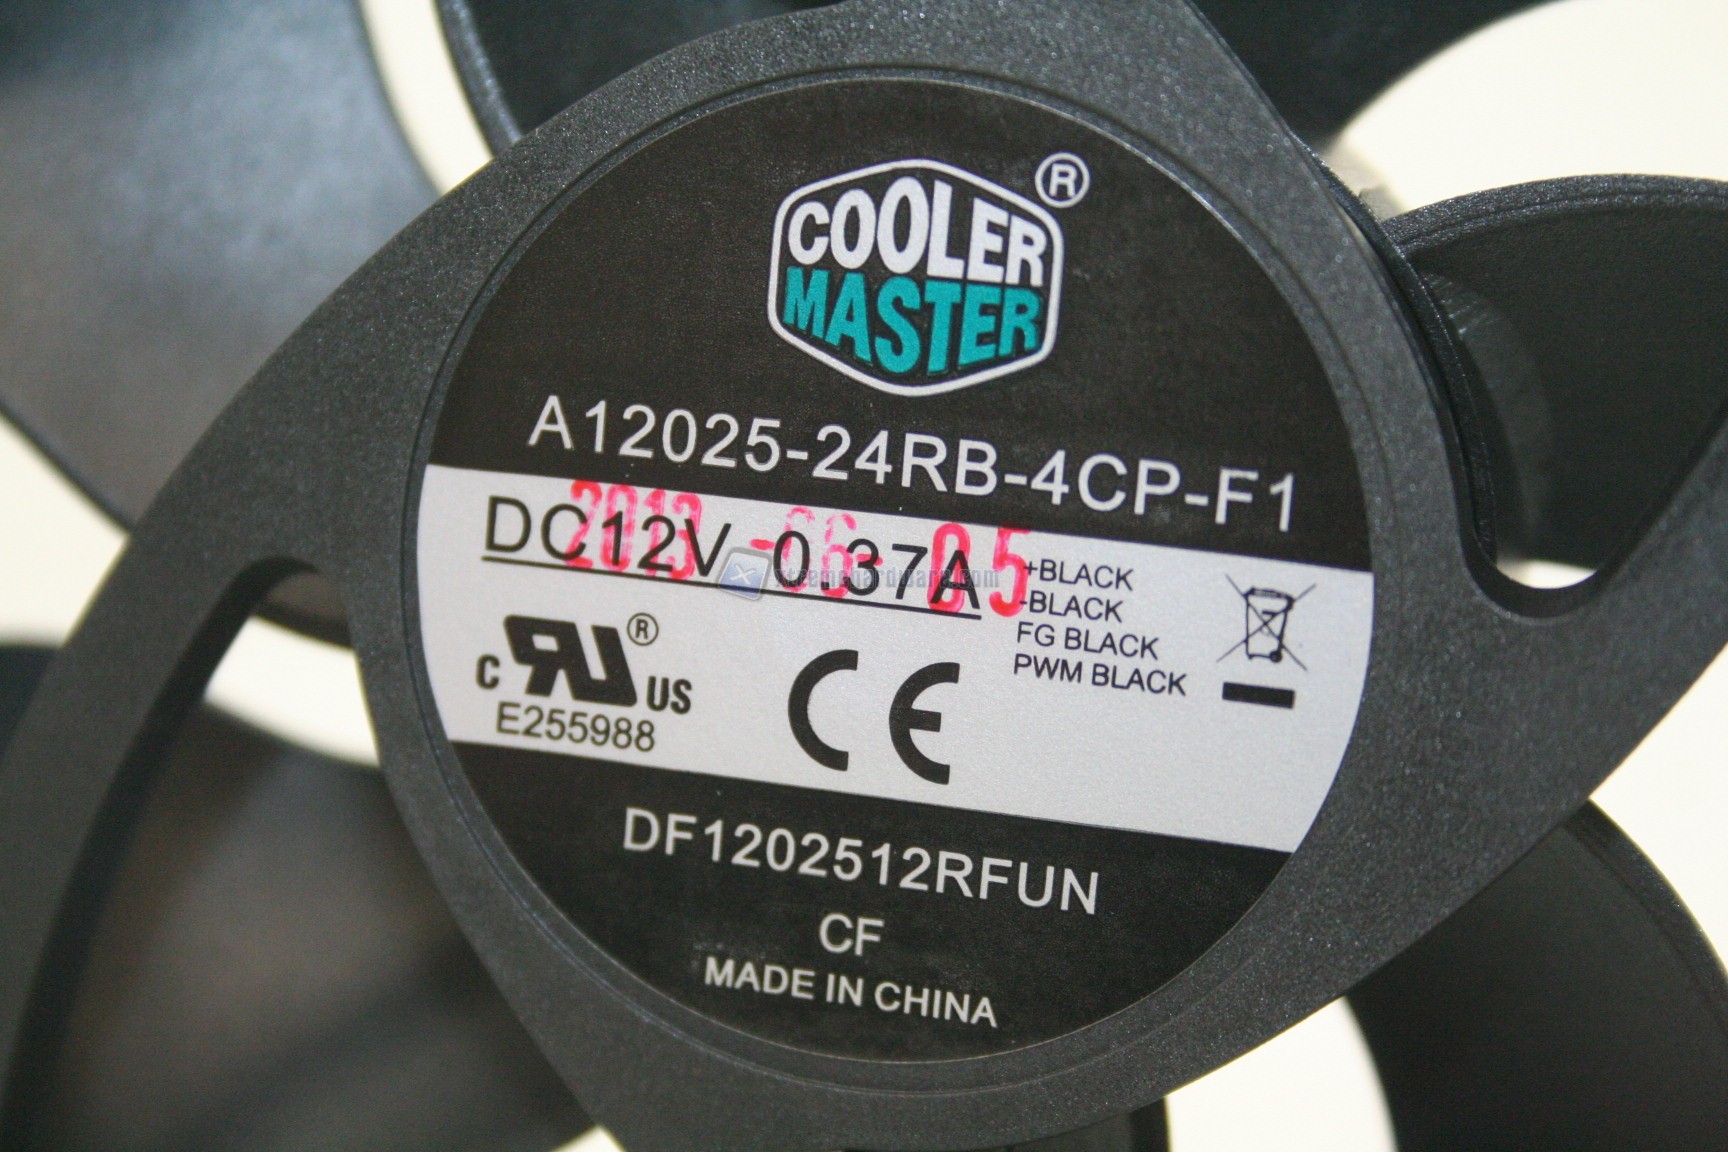 COOLER
MASTER
®
A12025-24RB-4CP-F1
DC12V 0.37A
+BLACK
-BLACK
FG BLACK
PWM BLACK
c RU ® US
E255988
CE
DF1202512RFUN
CF
MADE IN CHINA